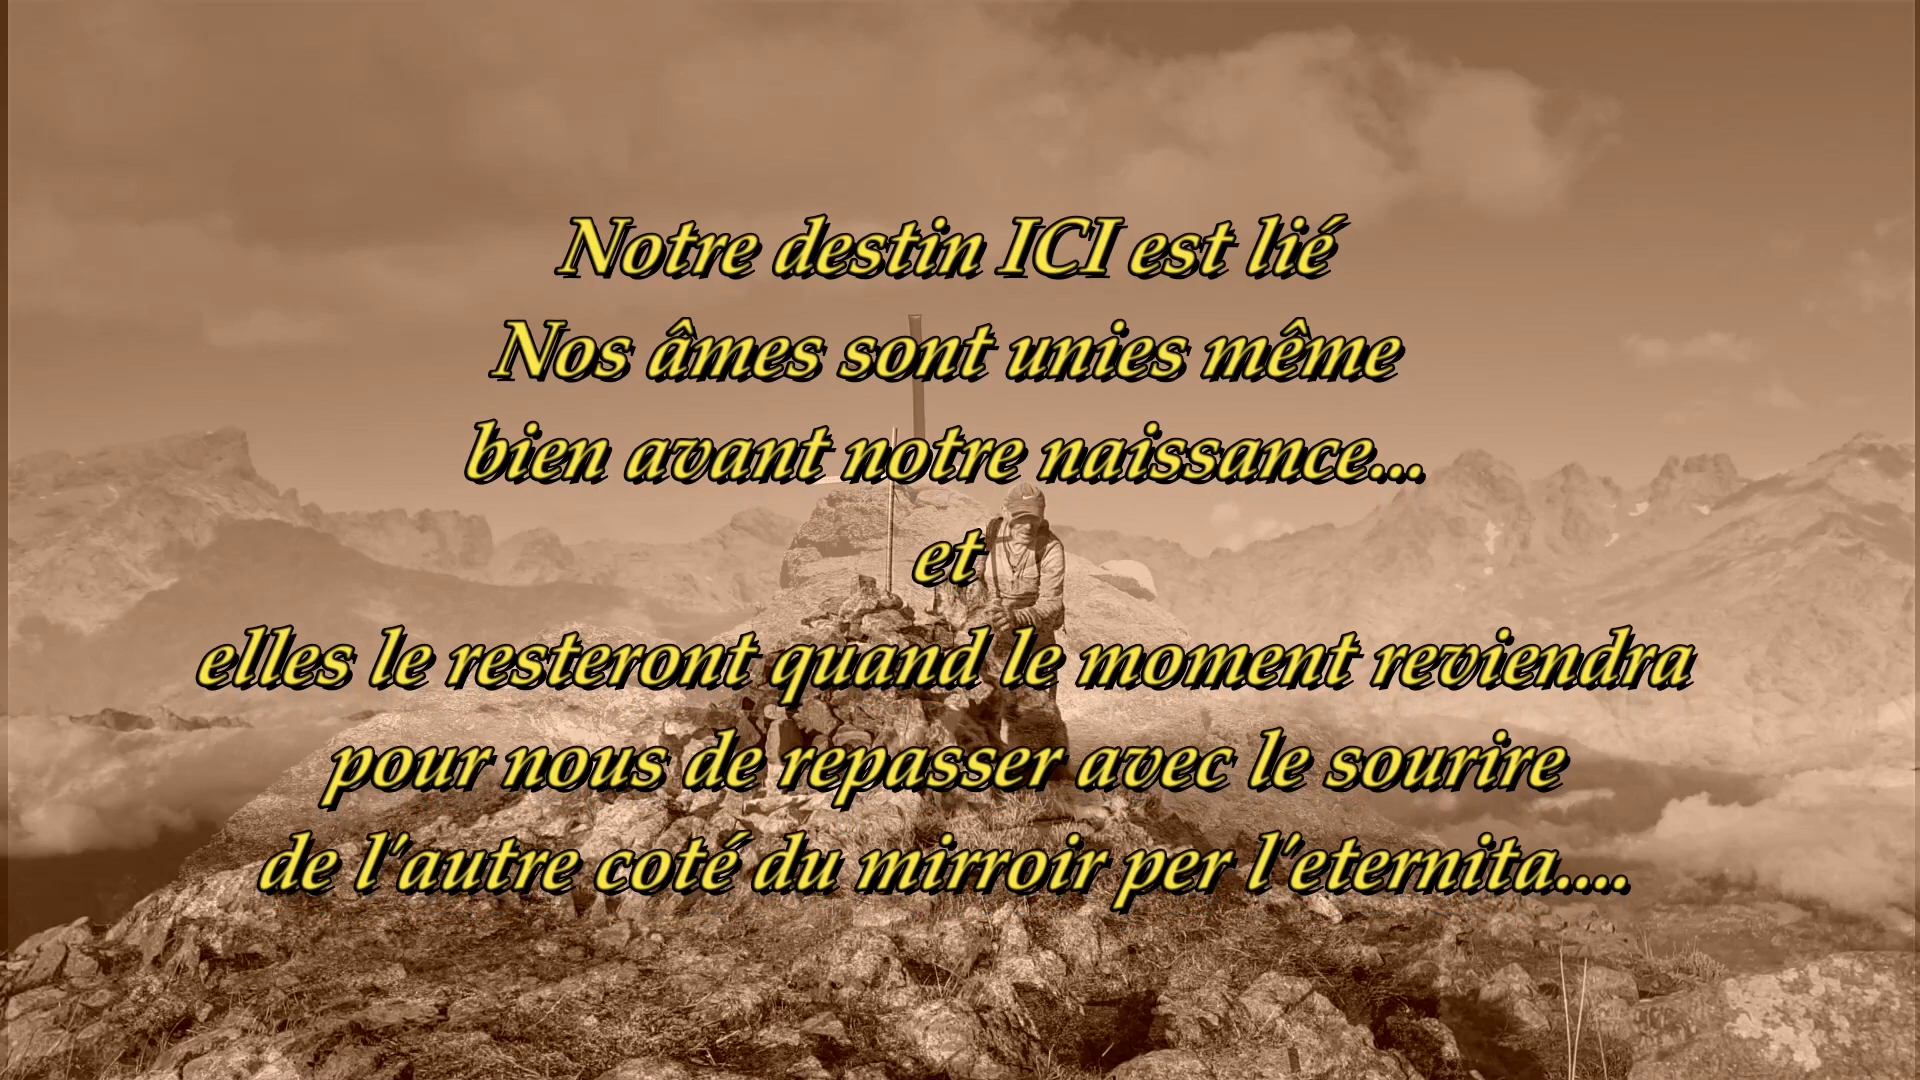 Notre destin ICI est lié
Nos âmes sont unies même
bien avant notre naissance...
et
elles le resteront quand le moment reviendra
pour nous de repasser avec le sourire
de l'autre coté du mirroir per l'eternita....